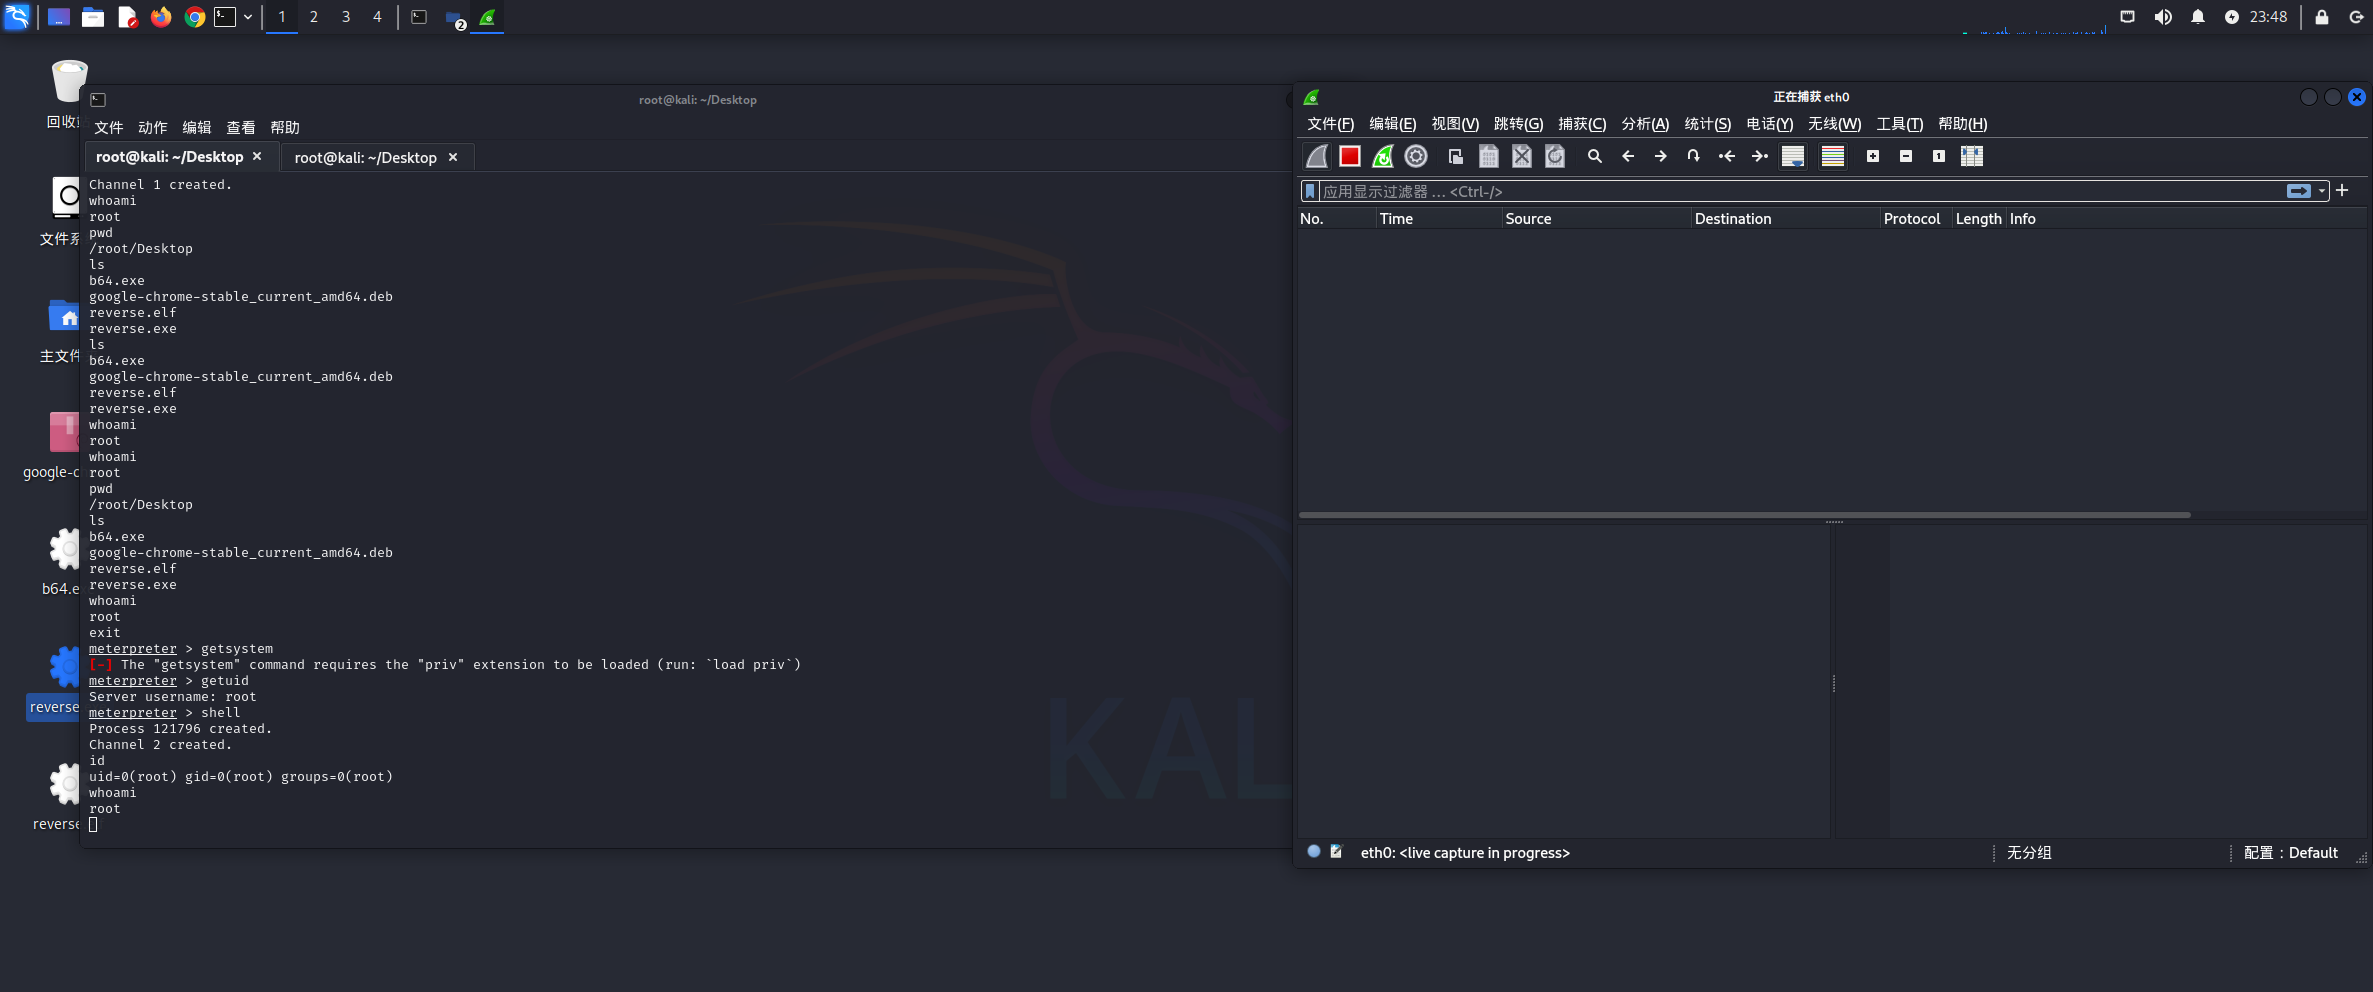 1 2 3 4
2
23:48
回收站
文件系
主文件
google-c
b64.e
reverse
reverse
root@kali: ~/Desktop
文件 动作 编辑 查看 帮助
root@kali: ~/Desktop × root@kali: ~/Desktop ×
Channel 1 created.
whoami
root
pwd
/root/Desktop
ls
b64.exe
google-chrome-stable_current_amd64.deb
reverse.elf
reverse.exe
ls
b64.exe
google-chrome-stable_current_amd64.deb
reverse.elf
reverse.exe
whoami
root
whoami
root
pwd
/root/Desktop
ls
b64.exe
google-chrome-stable_current_amd64.deb
reverse.elf
reverse.exe
whoami
root
exit
meterpreter > getsystem
[-] The "getsystem" command requires the "priv" extension to be loaded (run: `load priv`)
meterpreter > getuid
Server username: root
meterpreter > shell
Process 121796 created.
Channel 2 created.
id
uid=0(root) gid=0(root) groups=0(root)
whoami
root
KAL
正在捕获 eth0
文件(F) 编辑(E) 视图(V) 跳转(G) 捕获(C) 分析(A) 统计(S) 电话(Y) 无线(W) 工具(T) 帮助(H)
应用显示过滤器 … <Ctrl-/>
No. Time Source Destination Protocol Length Info
eth0: <live capture in progress> 无分组 配置：Default